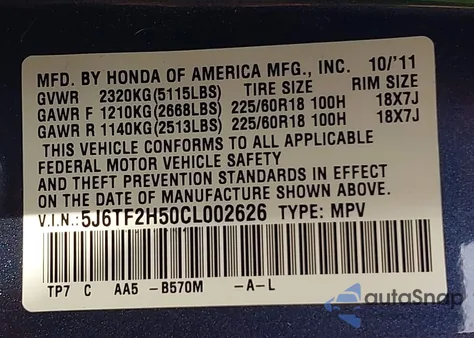 MFD. BY HONDA OF AMERICA MFG., INC. 10/'11
GVWR 2320KG(5115LBS) TIRE SIZE RIM SIZE
GAWR F 1210KG(2668LBS) 225/60R18 100H 18X7J
GAWR R 1140KG(2513LBS) 225/60R18 100H 18X7J
THIS VEHICLE CONFORMS TO ALL APPLICABLE
FEDERAL MOTOR VEHICLE SAFETY
AND THEFT PREVENTION STANDARDS IN EFFECT
ON THE DATE OF MANUFACTURE SHOWN ABOVE.
V.I.N.:5J6TF2H50CL002626 TYPE: MPV
TP7 C AA5 -B570M -A-L
autoSnap